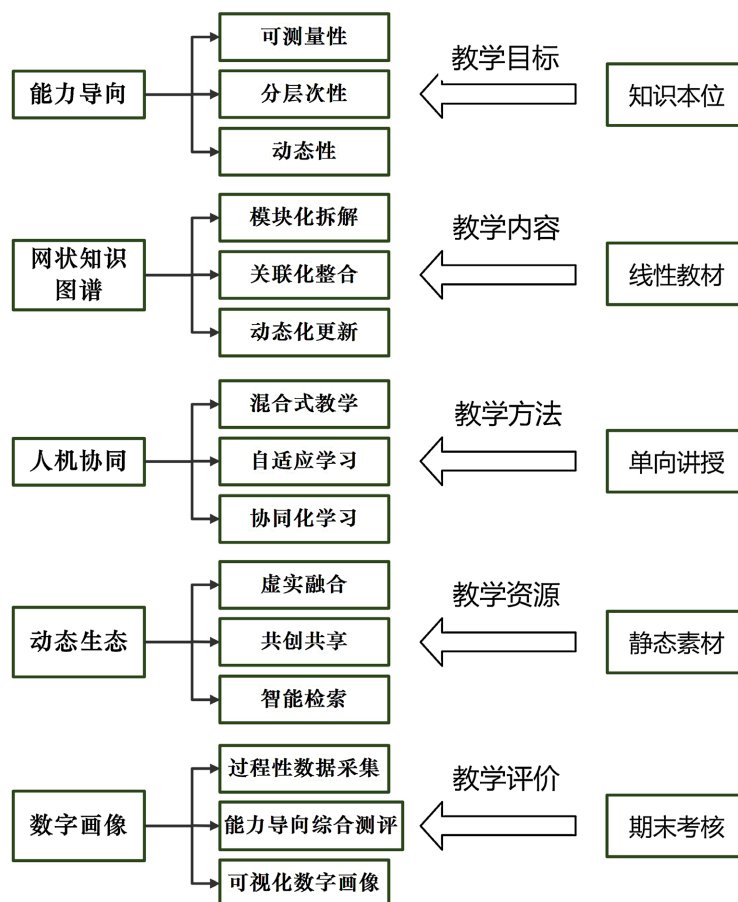 可测量性
教学目标
能力导向
分层次性
知识本位
动态性
模块化拆解
教学内容
网状知识
图谱
关联化整合
线性教材
动态化更新
混合式教学
教学方法
人机协同
自适应学习
单向讲授
协同化学习
虚实融合
教学资源
动态生态
共创共享
静态素材
智能检索
过程性数据采集
教学评价
数字画像
能力导向综合测评
期末考核
可视化数字画像